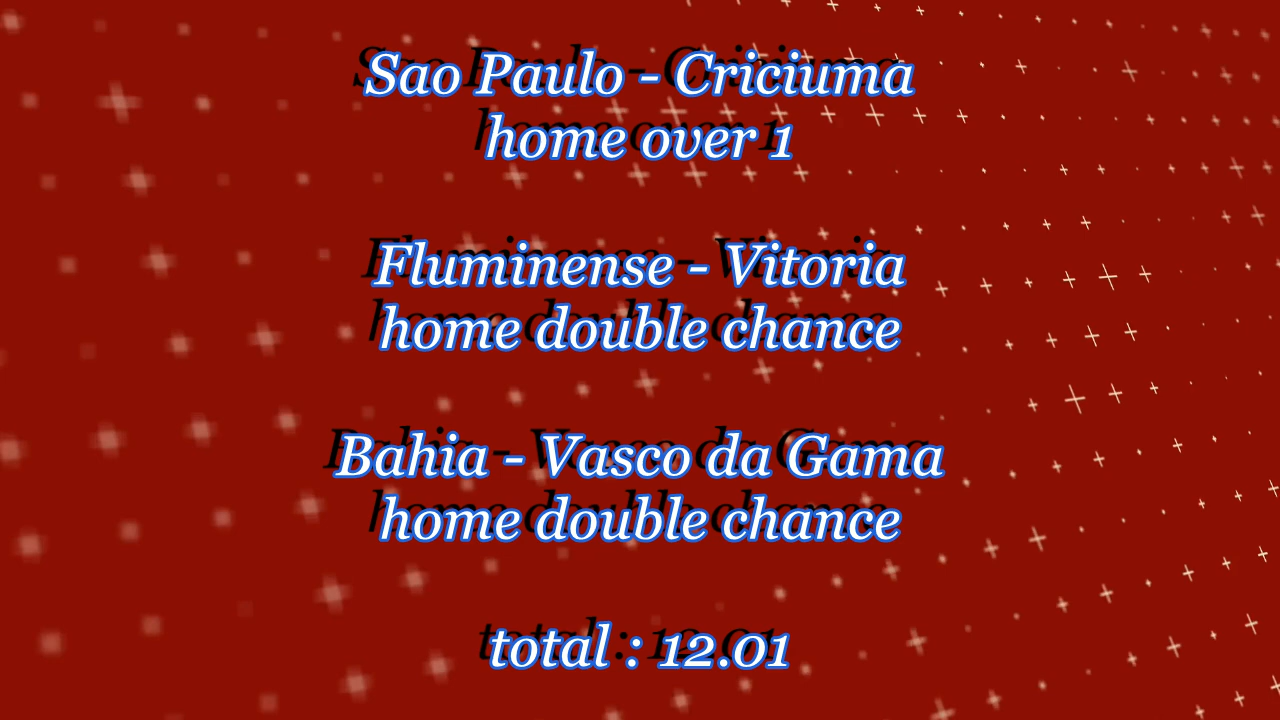 Sao Paulo - Criciuma
home over 1
Fluminense - Vitoria
home double chance
Bahia - Vasco da Gama
home double chance
total : 12.01